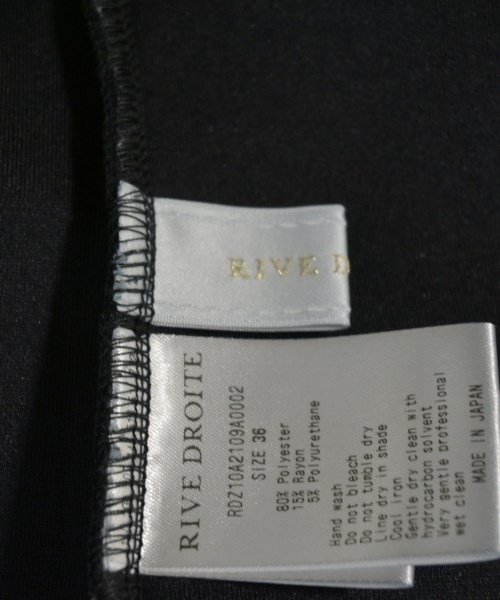 RIVE D
RIVE DROITE
RDZ10A2109A0002
SIZE 36
80% Polyester
15% Rayon
5% Polyurethane
Hand wash
Do not bleach
Do not tumble dry
Line dry in shade
Cool iron
Gentle dry clean with
hydrocarbon solvent
Very gentle professional
wet clean
MADE IN JAPAN